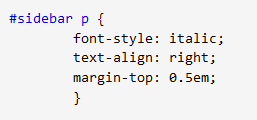 #sidebar p {
font-style: italic;
text-align: right;
margin-top: 0.5em;
}